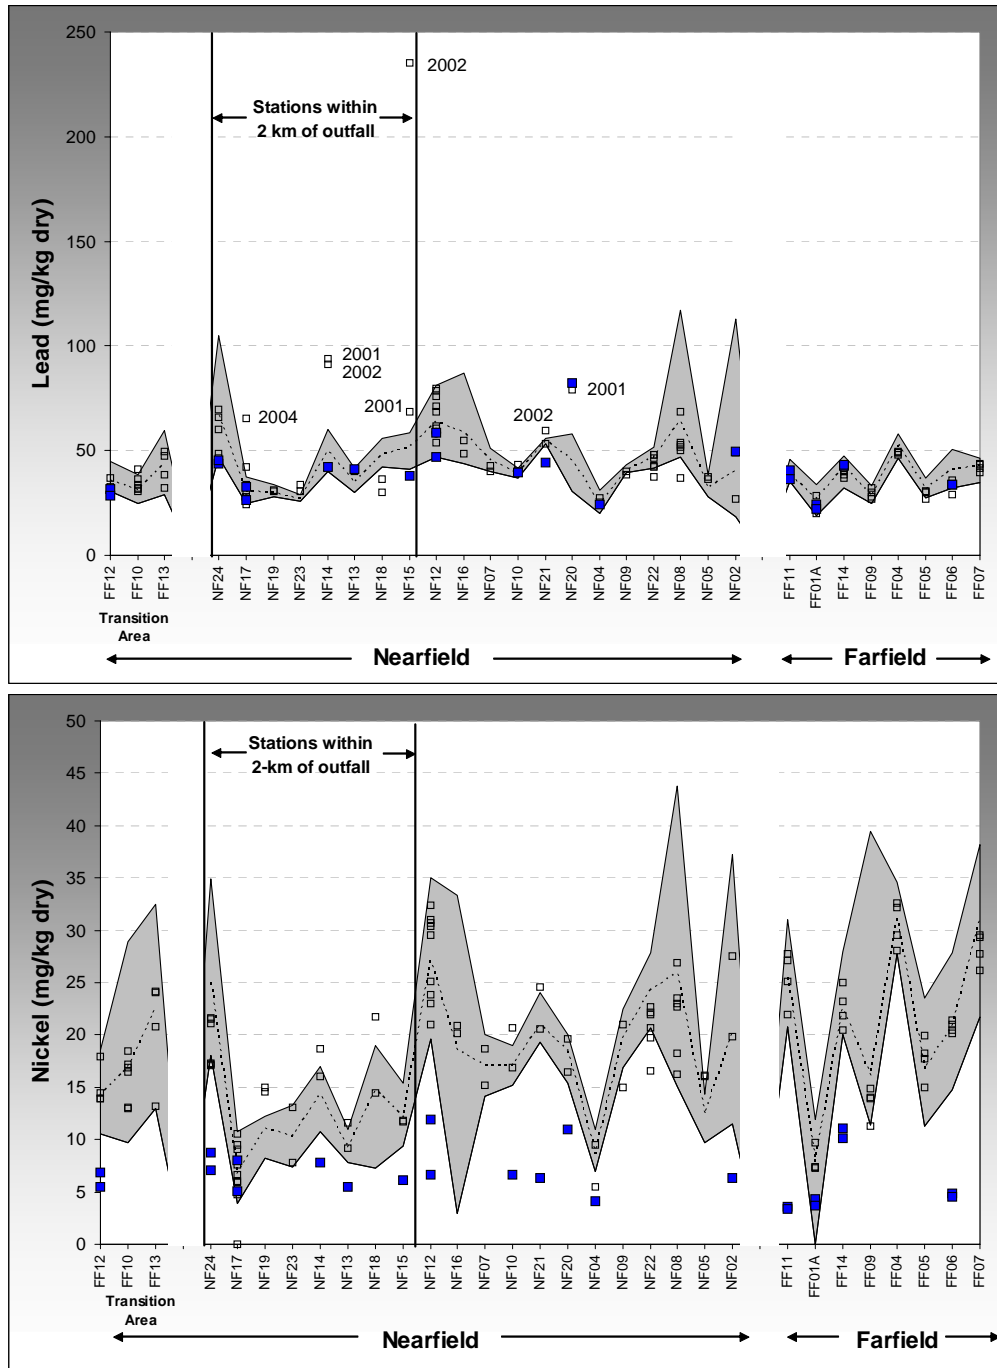 250
200
150
100
50
0
Lead (mg/kg dry)
Stations within
2 km of outfall
2002
2001
2002
2004
2001
2002
2001
FF12
FF10
FF13
NF24
NF17
NF19
NF23
NF14
NF13
NF18
NF15
NF12
NF16
NF07
NF10
NF21
NF20
NF04
NF09
NF22
NF08
NF05
NF02
FF11
FF01A
FF14
FF09
FF04
FF05
FF06
FF07
Transition
Area
Nearfield
Farfield
50
45
40
35
30
25
20
15
10
5
0
Nickel (mg/kg dry)
Stations within
2-km of outfall
FF12
FF10
FF13
NF24
NF17
NF19
NF23
NF14
NF13
NF18
NF15
NF12
NF16
NF07
NF10
NF21
NF20
NF04
NF09
NF22
NF08
NF05
NF02
FF11
FF01A
FF14
FF09
FF04
FF05
FF06
FF07
Transition
Area
Nearfield
Farfield